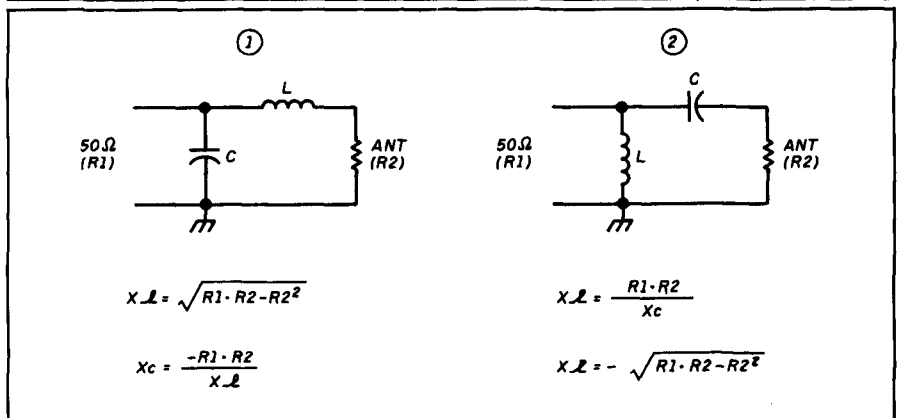 ① ②
L C
50Ω (R1) C ANT (R2) 50Ω (R1) L ANT (R2)
Xℓ = √R1·R2-R2² Xℓ = R1·R2 / Xc
Xc = -R1·R2 / Xℓ Xℓ = - √R1·R2-R2²